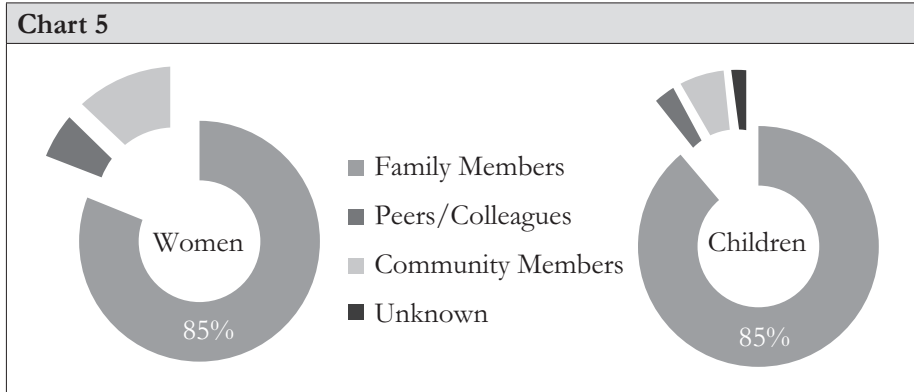 Chart 5
Women
85%
Family Members
Peers/Colleagues
Community Members
Unknown
Children
85%